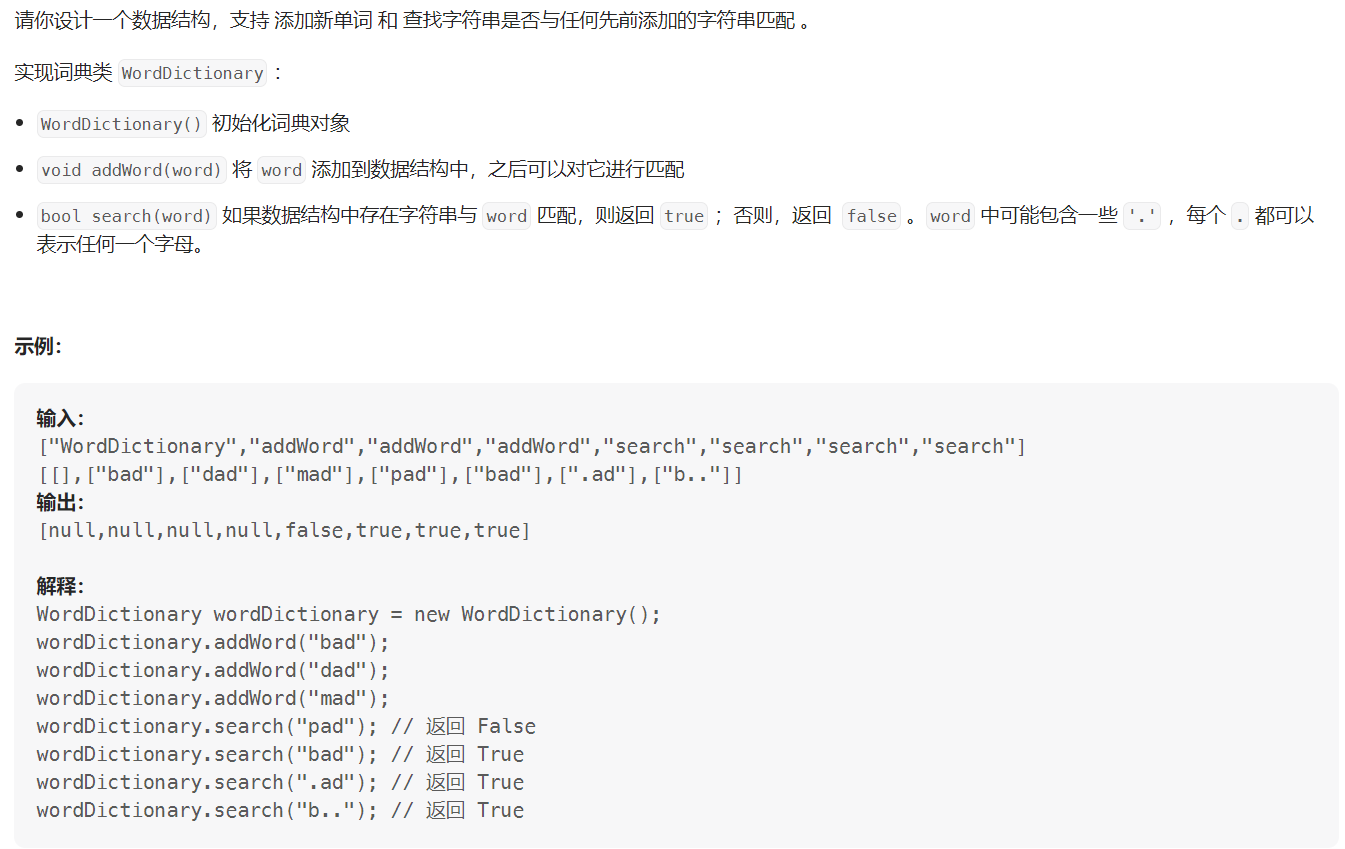 请你设计一个数据结构，支持 添加新单词 和 查找字符串是否与任何先前添加的字符串匹配 。
实现词典类 WordDictionary ：
• WordDictionary() 初始化词典对象
• void addWord(word) 将 word 添加到数据结构中，之后可以对它进行匹配
• bool search(word) 如果数据结构中存在字符串与 word 匹配，则返回 true ；否则，返回 false 。word 中可能包含一些 '.' ，每个 . 都可以
表示任何一个字母。
示例：
输入：
["WordDictionary","addWord","addWord","addWord","search","search","search","search"]
[[],["bad"],["dad"],["mad"],["pad"],["bad"],[".ad"],["b.."]]
输出：
[null,null,null,null,false,true,true,true]
解释：
WordDictionary wordDictionary = new WordDictionary();
wordDictionary.addWord("bad");
wordDictionary.addWord("dad");
wordDictionary.addWord("mad");
wordDictionary.search("pad"); // 返回 False
wordDictionary.search("bad"); // 返回 True
wordDictionary.search(".ad"); // 返回 True
wordDictionary.search("b.."); // 返回 True